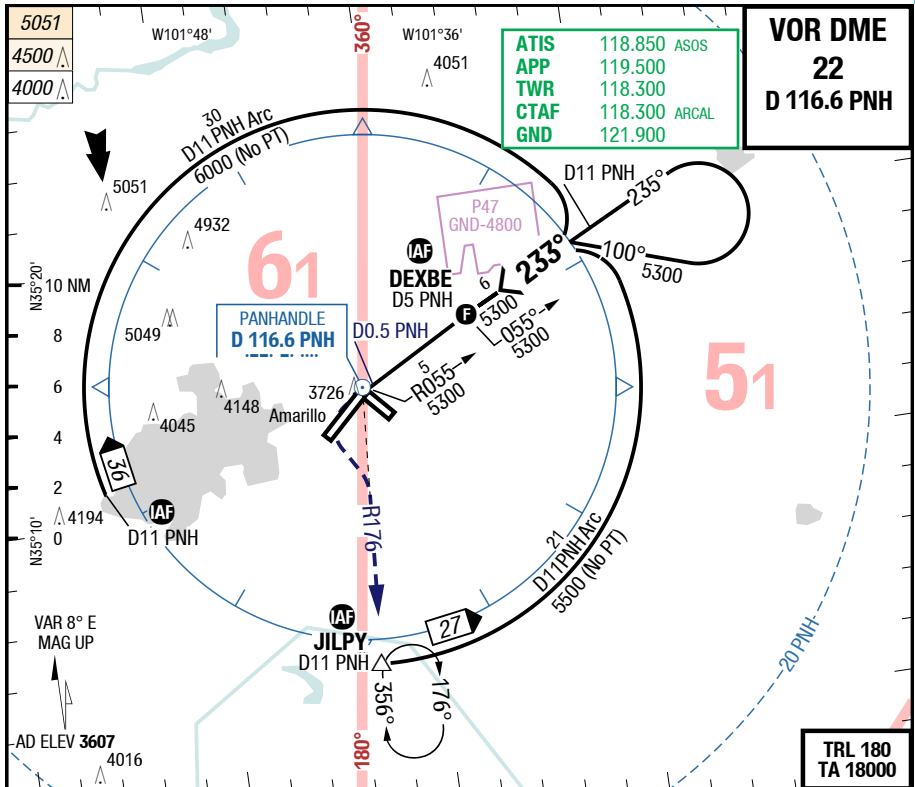 5051
4500
4000
W101°48'
360°
W101°36'
4051
ATIS 118.850 ASOS
APP 119.500
TWR 118.300
CTAF 118.300 ARCAL
GND 121.900
VOR DME
22
D 116.6 PNH
30
D11 PNH Arc
6000 (No PT)
D11 PNH
235°
5051
4932
P47
GND-4800
100°
5300
61
IAF
DEXBE
D5 PNH
233°
6
5300
F
055°
5300
N35°20'
10 NM
8
6
4
2
0
N35°10'
5049
PANHANDLE
D 116.6 PNH
D0.5 PNH
5
R055
5300
51
3726
4148
4045
Amarillo
36
IAF
D11 PNH
4194
R176
21
D11PNH Arc
5500 (No PT)
27
IAF
JILPY
D11 PNH
356°
176°
20 PNH
VAR 8° E
MAG UP
AD ELEV 3607
4016
180°
TRL 180
TA 18000